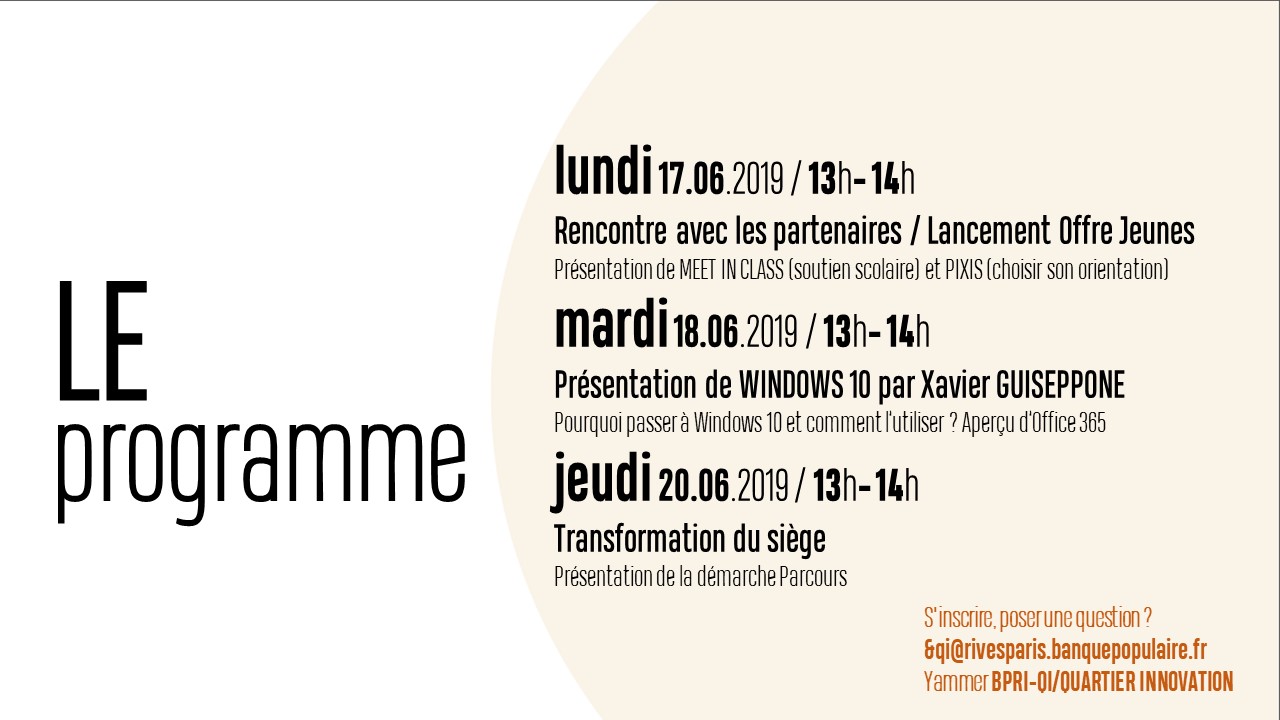 LE
programme
lundi 17.06.2019 / 13h-14h
Rencontre avec les partenaires / Lancement Offre Jeunes
Présentation de MEET IN CLASS (soutien scolaire) et PIXIS (choisir son orientation)
mardi 18.06.2019 / 13h-14h
Présentation de WINDOWS 10 par Xavier GUISEPPONE
Pourquoi passer à Windows 10 et comment l'utiliser ? Aperçu d'Office 365
jeudi 20.06.2019 / 13h-14h
Transformation du siège
Présentation de la démarche Parcours
S'inscrire, poser une question ?
&qi@rivesparis.banquepopulaire.fr
Yammer BPRI-QI/QUARTIER INNOVATION